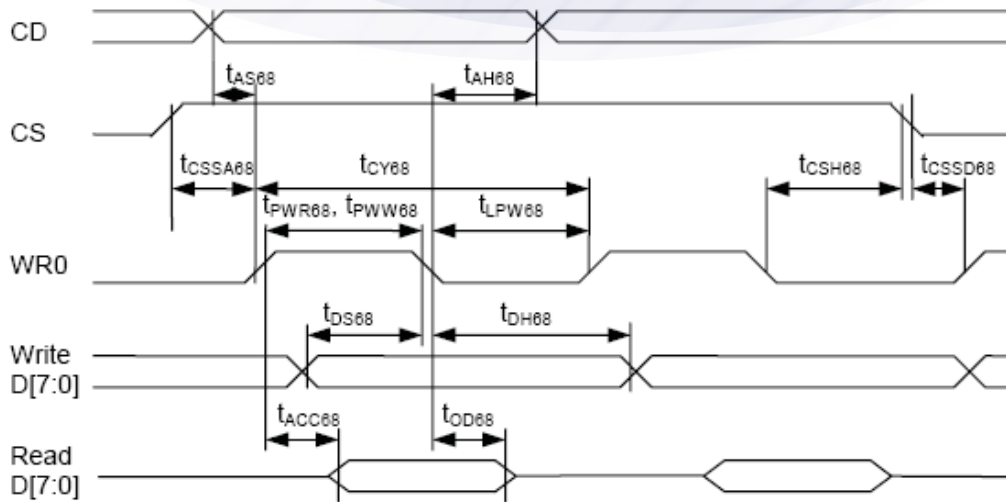 CD
tAS68 tAH68
CS
tCSSA68 tCY68 tCSH68 tCSSD68
tPWR68, tPWW68 tLPW68
WR0
tDS68 tDH68
Write
D[7:0]
tACC68 tOD68
Read
D[7:0]